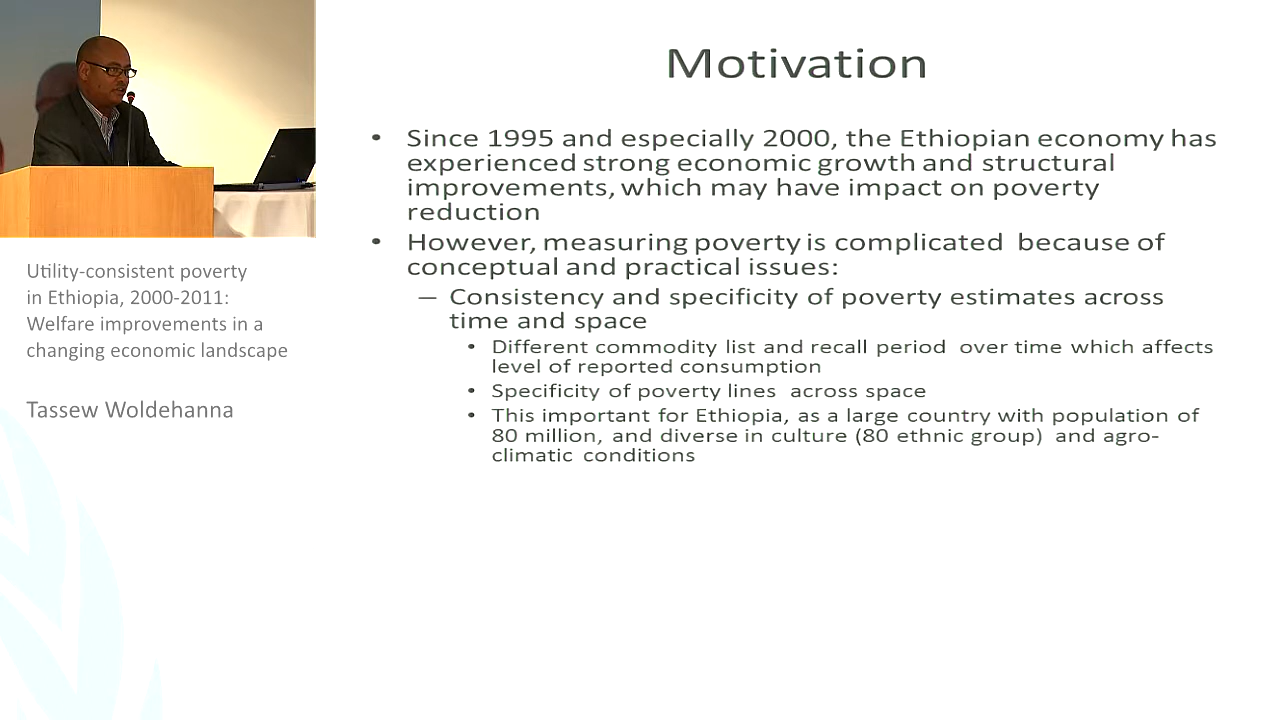 Motivation
• Since 1995 and especially 2000, the Ethiopian economy has
experienced strong economic growth and structural
improvements, which may have impact on poverty
reduction
• However, measuring poverty is complicated because of
conceptual and practical issues:
– Consistency and specificity of poverty estimates across
time and space
• Different commodity list and recall period over time which affects
level of reported consumption
• Specificity of poverty lines across space
• This important for Ethiopia, as a large country with population of
80 million, and diverse in culture (80 ethnic group) and agro-
climatic conditions
Utility-consistent poverty
in Ethiopia, 2000-2011:
Welfare improvements in a
changing economic landscape
Tassew Woldehanna